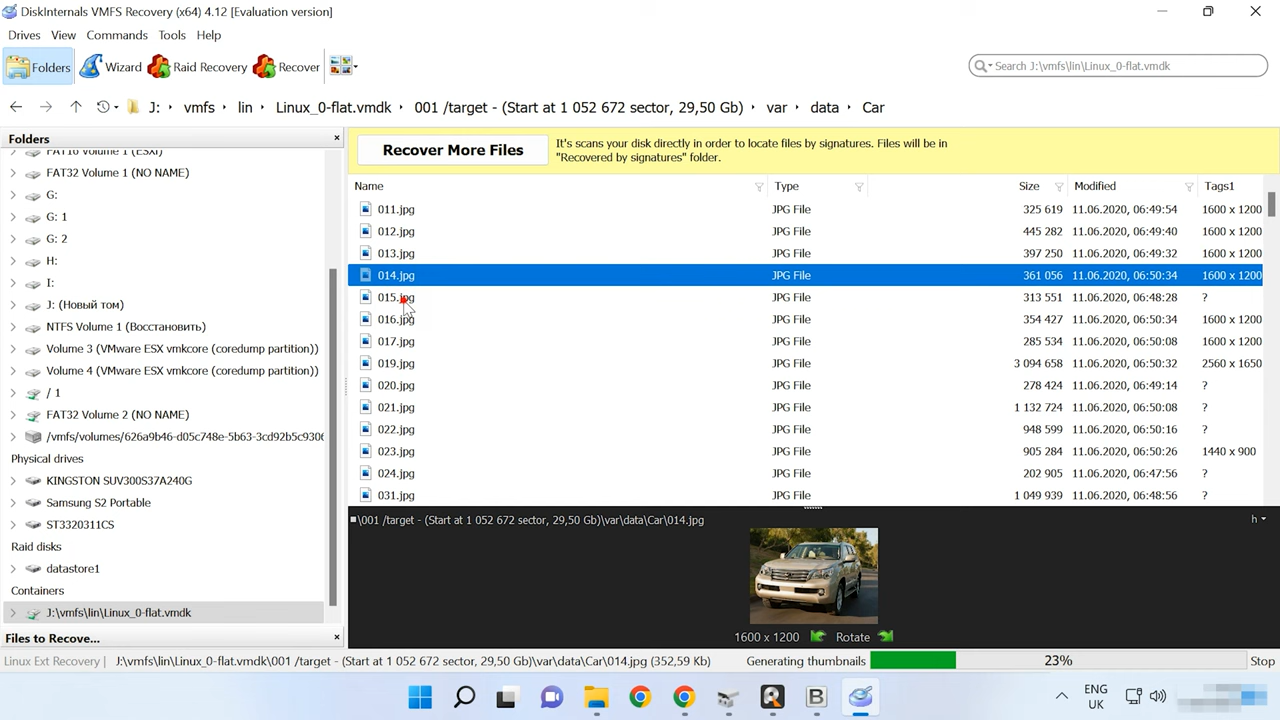 DiskInternals VMFS Recovery (x64) 4.12 [Evaluation version]
Drives View Commands Tools Help
Folders Wizard Raid Recovery Recover Search J:\vmfs\lin\Linux_0-flat.vmdk
J: vmfs lin Linux_0-flat.vmdk 001 /target - (Start at 1 052 672 sector, 29,50 Gb) var data Car
Folders
FAT16 Volume 1 (ESXi)
FAT32 Volume 1 (NO NAME)
G:
G: 1
G: 2
H:
I:
J: (Новый том)
NTFS Volume 1 (Восстановить)
Volume 3 (VMware ESX vmkcore (coredump partition))
Volume 4 (VMware ESX vmkcore (coredump partition))
/ 1
FAT32 Volume 2 (NO NAME)
/vmfs/volumes/626a9b46-d05c748e-5b63-3cd92b5c930
Physical drives
KINGSTON SUV300S37A240G
Samsung S2 Portable
ST3320311CS
Raid disks
datastore1
Containers
J:\vmfs\lin\Linux_0-flat.vmdk
Files to Recove...
Recover More Files
It's scans your disk directly in order to locate files by signatures. Files will be in
"Recovered by signatures" folder.
Name Type Size Modified Tags1
011.jpg JPG File 325 619 11.06.2020, 06:49:54 1600 x 1200
012.jpg JPG File 445 282 11.06.2020, 06:49:40 1600 x 1200
013.jpg JPG File 397 250 11.06.2020, 06:49:32 1600 x 1200
014.jpg JPG File 361 056 11.06.2020, 06:50:34 1600 x 1200
015.jpg JPG File 313 551 11.06.2020, 06:48:28 ?
016.jpg JPG File 354 427 11.06.2020, 06:50:34 1600 x 1200
017.jpg JPG File 285 534 11.06.2020, 06:50:08 1600 x 1200
019.jpg JPG File 3 094 658 11.06.2020, 06:50:32 2560 x 1650
020.jpg JPG File 278 424 11.06.2020, 06:49:14 ?
021.jpg JPG File 1 132 724 11.06.2020, 06:50:08 ?
022.jpg JPG File 948 599 11.06.2020, 06:50:16 ?
023.jpg JPG File 905 284 11.06.2020, 06:50:26 1440 x 900
024.jpg JPG File 202 905 11.06.2020, 06:47:56 ?
031.jpg JPG File 1 049 939 11.06.2020, 06:48:56 ?
\001 /target - (Start at 1 052 672 sector, 29,50 Gb)\var\data\Car\014.jpg h
1600 x 1200 Rotate
Linux Ext Recovery | J:\vmfs\lin\Linux_0-flat.vmdk\001 /target - (Start at 1 052 672 sector, 29,50 Gb)\var\data\Car\014.jpg (352,59 Kb) Generating thumbnails 23% Stop
ENG
UK